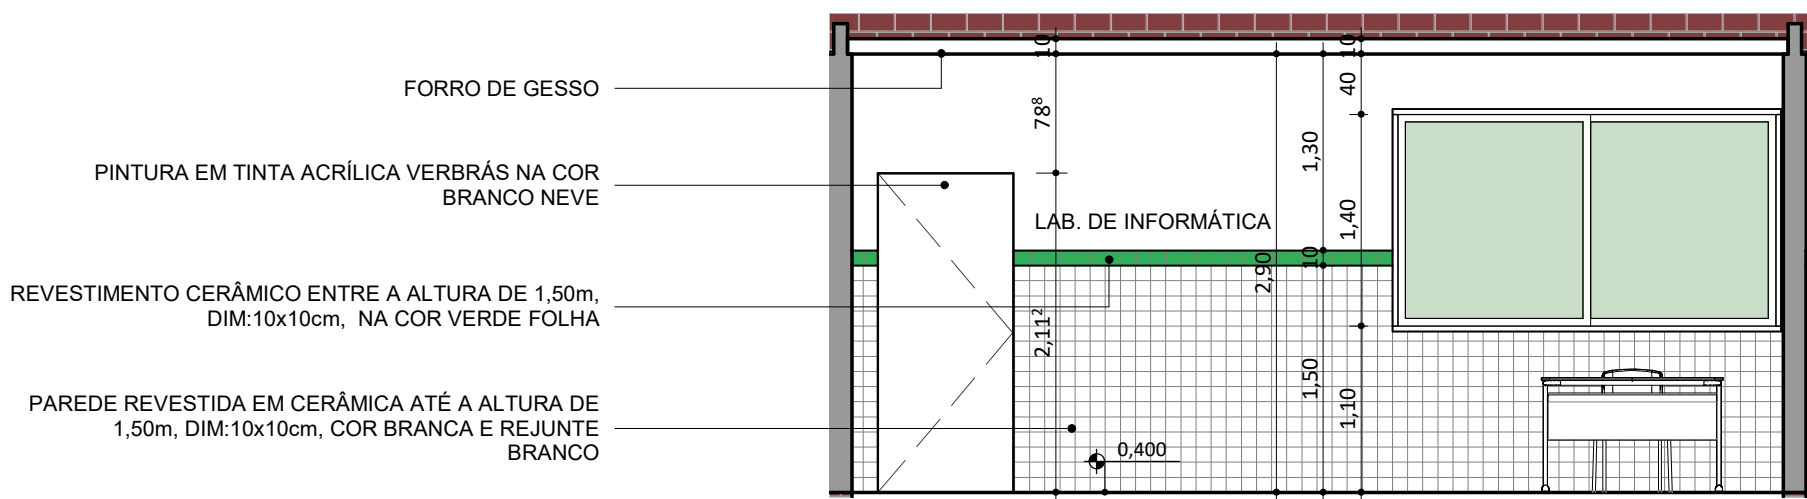 FORRO DE GESSO
PINTURA EM TINTA ACRÍLICA VERBRÁS NA COR
BRANCO NEVE
REVESTIMENTO CERÂMICO ENTRE A ALTURA DE 1,50m,
DIM:10x10cm, NA COR VERDE FOLHA
PAREDE REVESTIDA EM CERÂMICA ATÉ A ALTURA DE
1,50m, DIM:10x10cm, COR BRANCA E REJUNTE
BRANCO
10
78⁸
2,11²
LAB. DE INFORMÁTICA
0,400
2,90
1,30
10
1,50
10
40
1,40
1,10